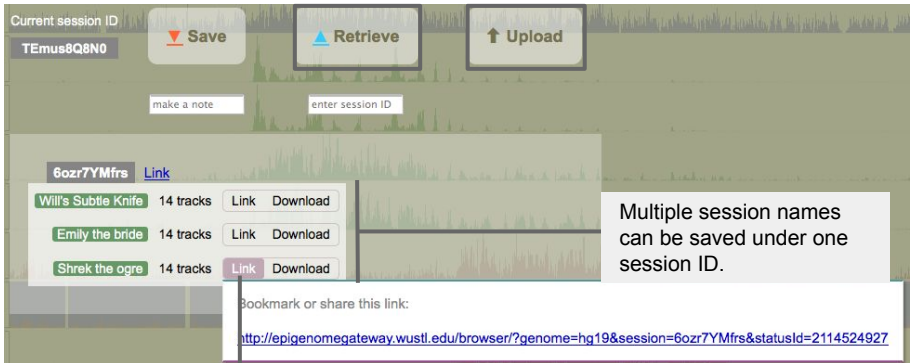 Current session ID
TEmus8Q8N0
Save
Retrieve
Upload
make a note
enter session ID
6ozr7YMfrs Link
Will's Subtle Knife 14 tracks Link Download
Emily the bride 14 tracks Link Download
Shrek the ogre 14 tracks Link Download
Multiple session names
can be saved under one
session ID.
Bookmark or share this link:
http://epigenomegateway.wustl.edu/browser/?genome=hg19&session=6ozr7YMfrs&statusId=2114524927